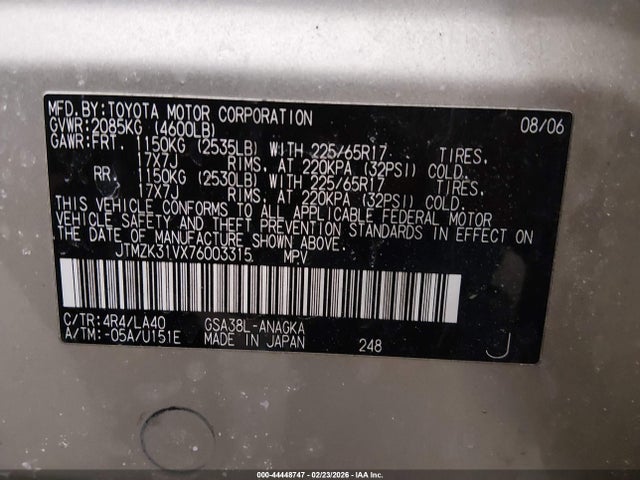 MFD.BY:TOYOTA MOTOR CORPORATION 08/06
GVWR:2085KG (4600LB)
GAWR:FRT. 1150KG (2535LB) WITH 225/65R17 TIRES.
17X7J RIMS, AT 220KPA (32PSI) COLD.
RR. 1150KG (2530LB) WITH 225/65R17 TIRES.
17X7J RIMS, AT 220KPA (32PSI) COLD.
THIS VEHICLE CONFORMS TO ALL APPLICABLE FEDERAL MOTOR
VEHICLE SAFETY AND THEFT PREVENTION STANDARDS IN EFFECT ON
THE DATE OF MANUFACTURE SHOWN ABOVE.
JTMZK31VX76003315 MPV
C/TR:4R4/LA40 GSA38L-ANAGKA
A/TM:-05A/U151E MADE IN JAPAN 248 J
000-44448747 - 02/23/2026 - IAA Inc.